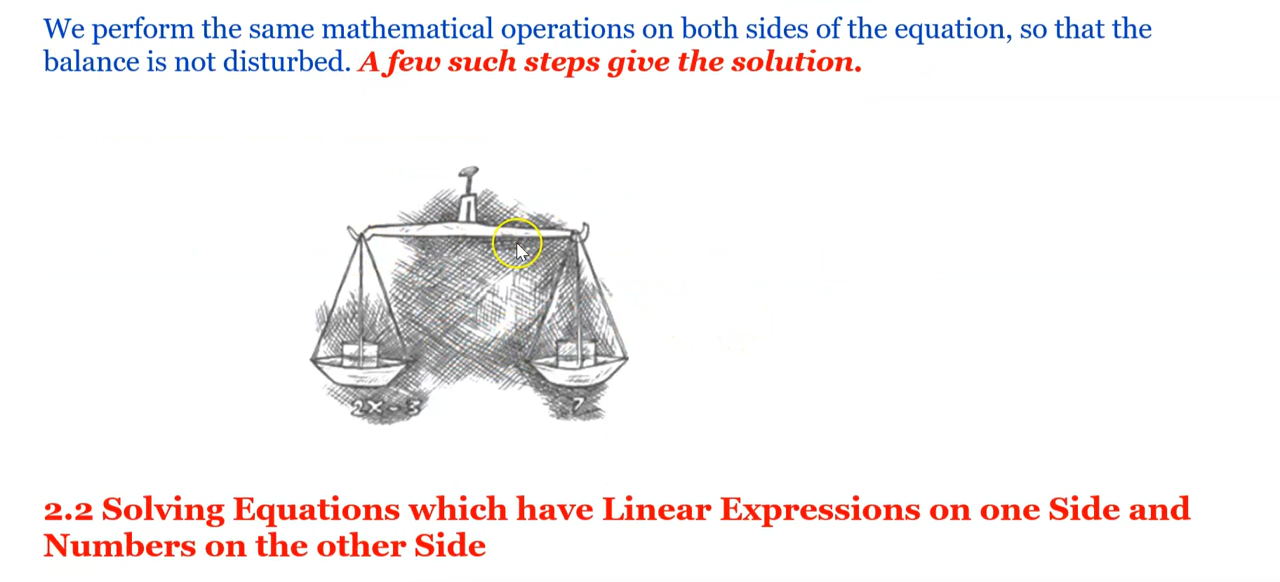 We perform the same mathematical operations on both sides of the equation, so that the
balance is not disturbed. A few such steps give the solution.
2x - 3
7
2.2 Solving Equations which have Linear Expressions on one Side and
Numbers on the other Side